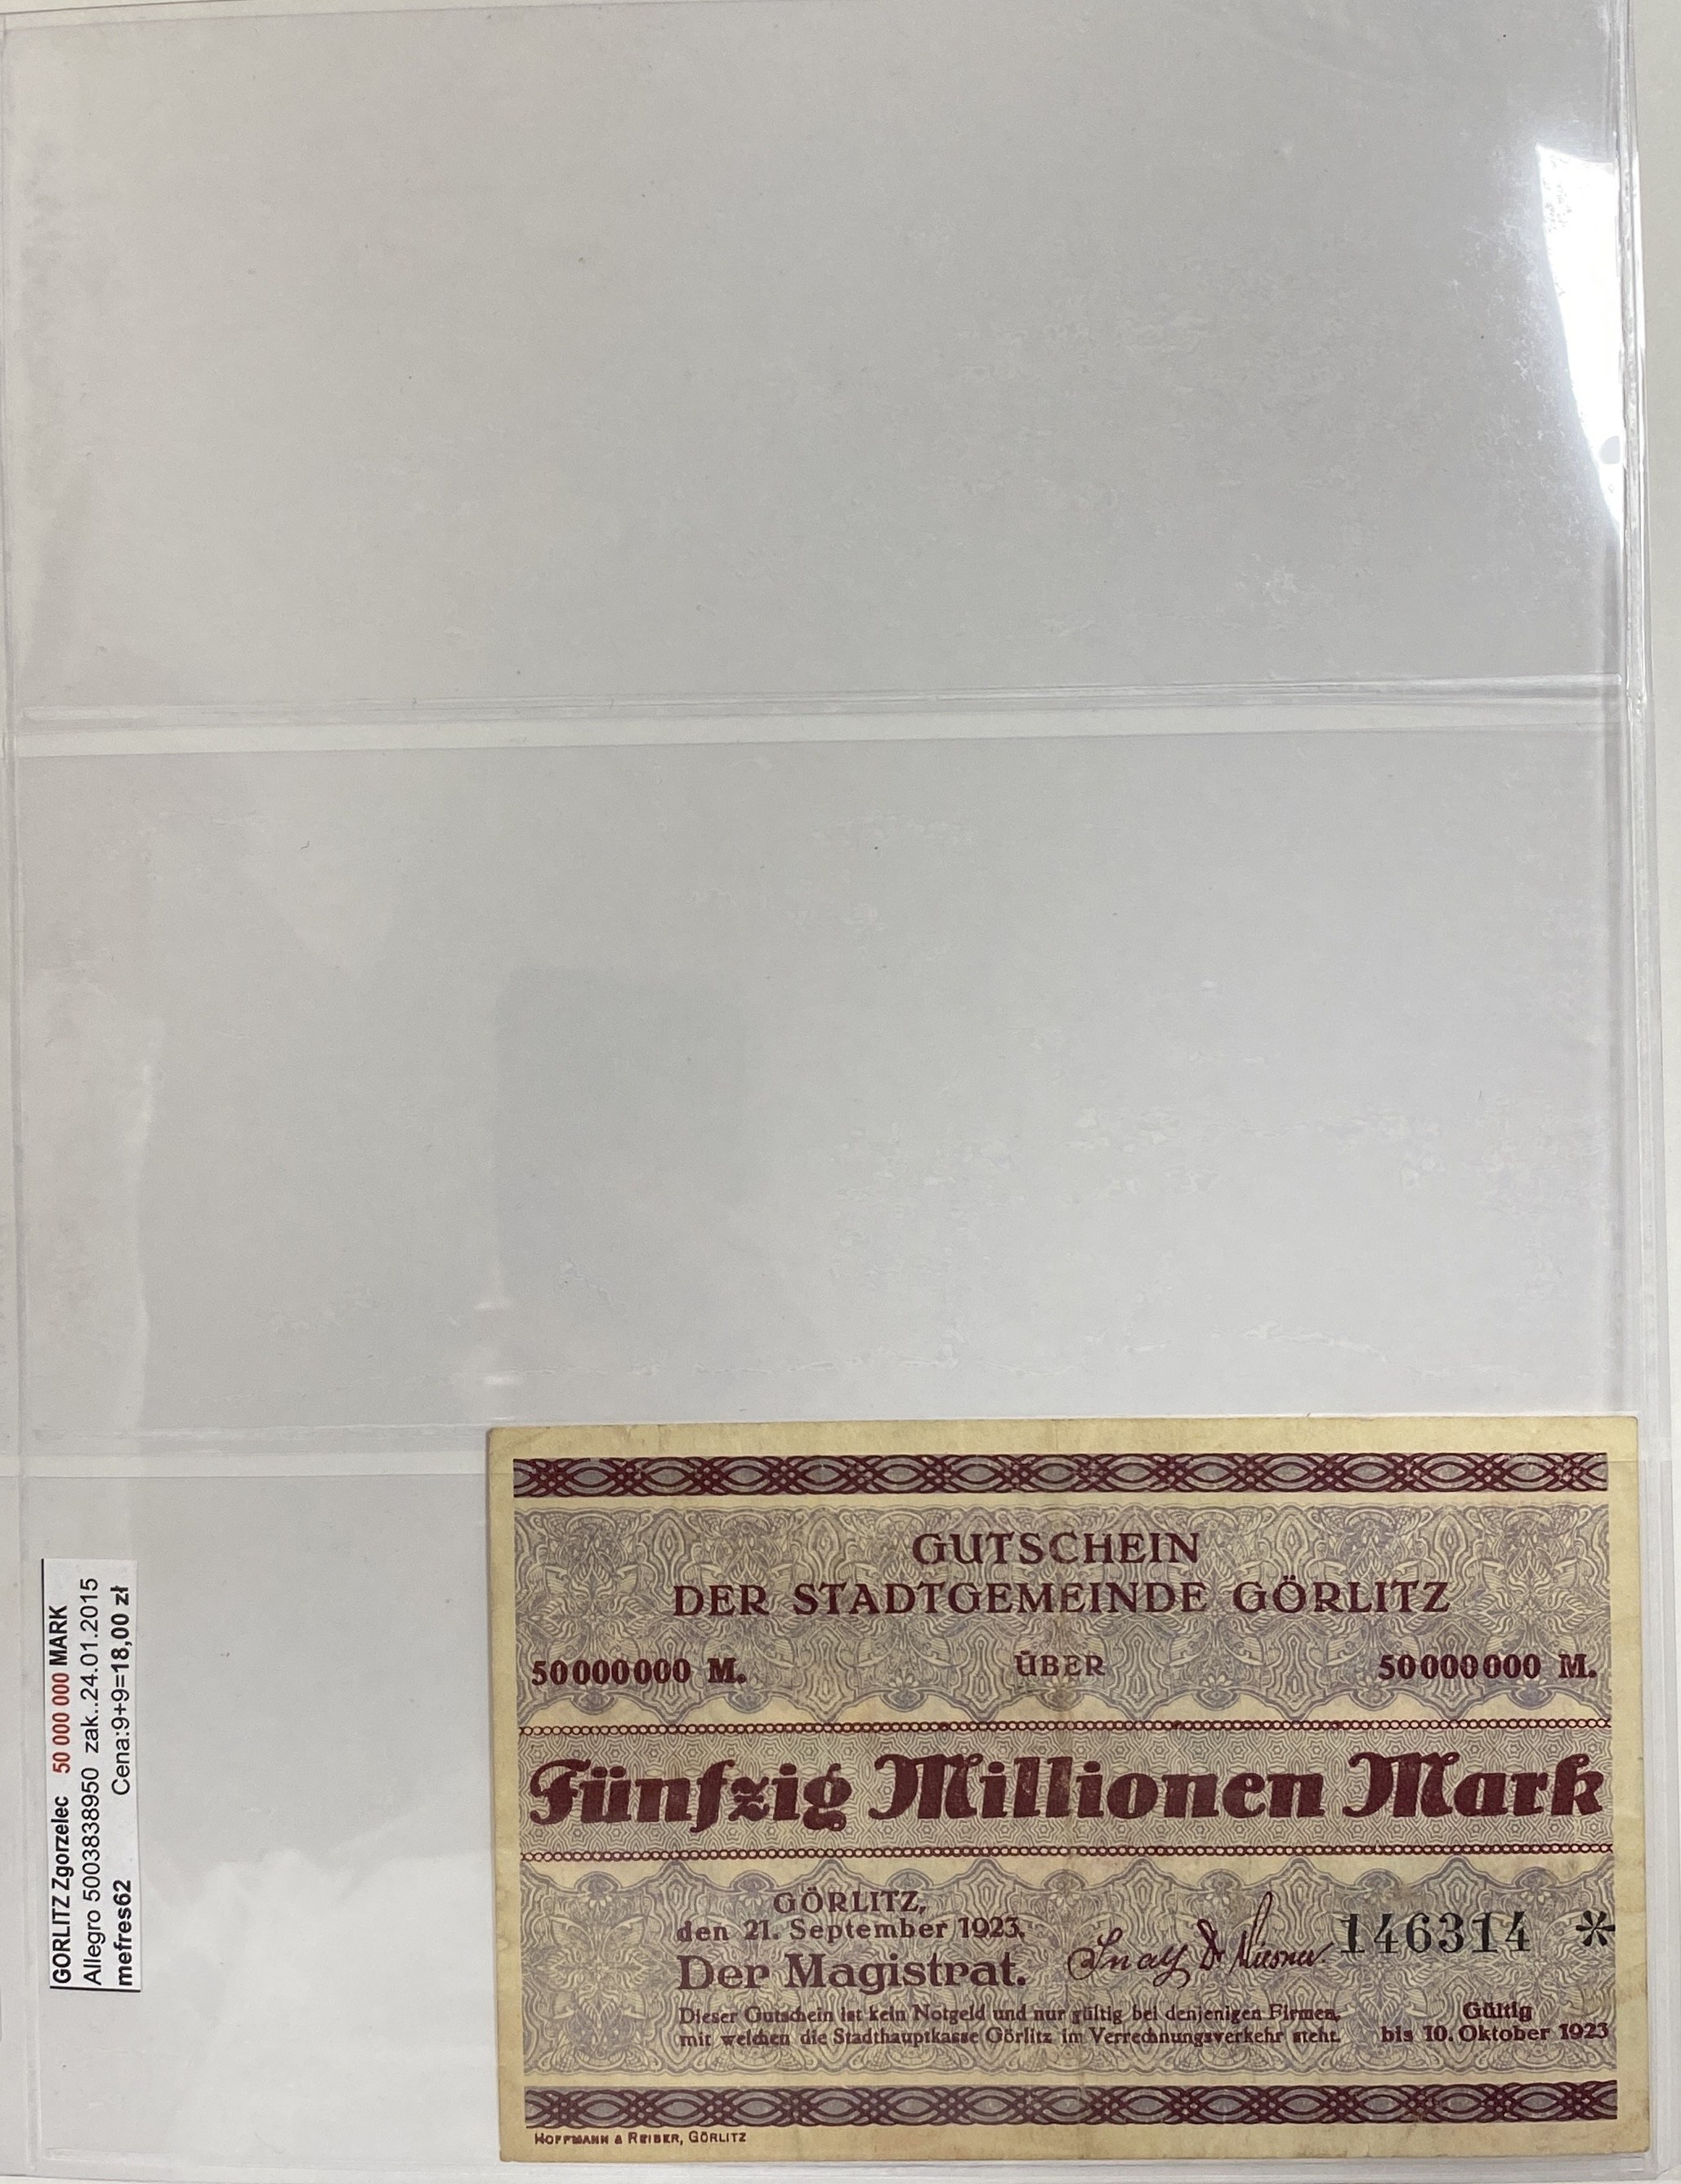 GORLITZ Zgorzelec 50 000 000 MARK
Allegro 5003838950 zak..24.01.2015
mefres62 Cena:9+9=18,00 zł
GUTSCHEIN
DER STADTGEMEINDE GÖRLITZ
50000000 M. ÜBER 50000000 M.
Fünfzig Millionen Mark
GÖRLITZ,
den 21. September 1923.
Der Magistrat.
146314 *
Dieser Gutschein ist kein Notgeld und nur gültig bei denjenigen Firmen,
mit welchen die Stadthauptkasse Görlitz im Verrechnungsverkehr steht.
Gültig
bis 10. Oktober 1923
HOFFMANN & REIBER, GÖRLITZ